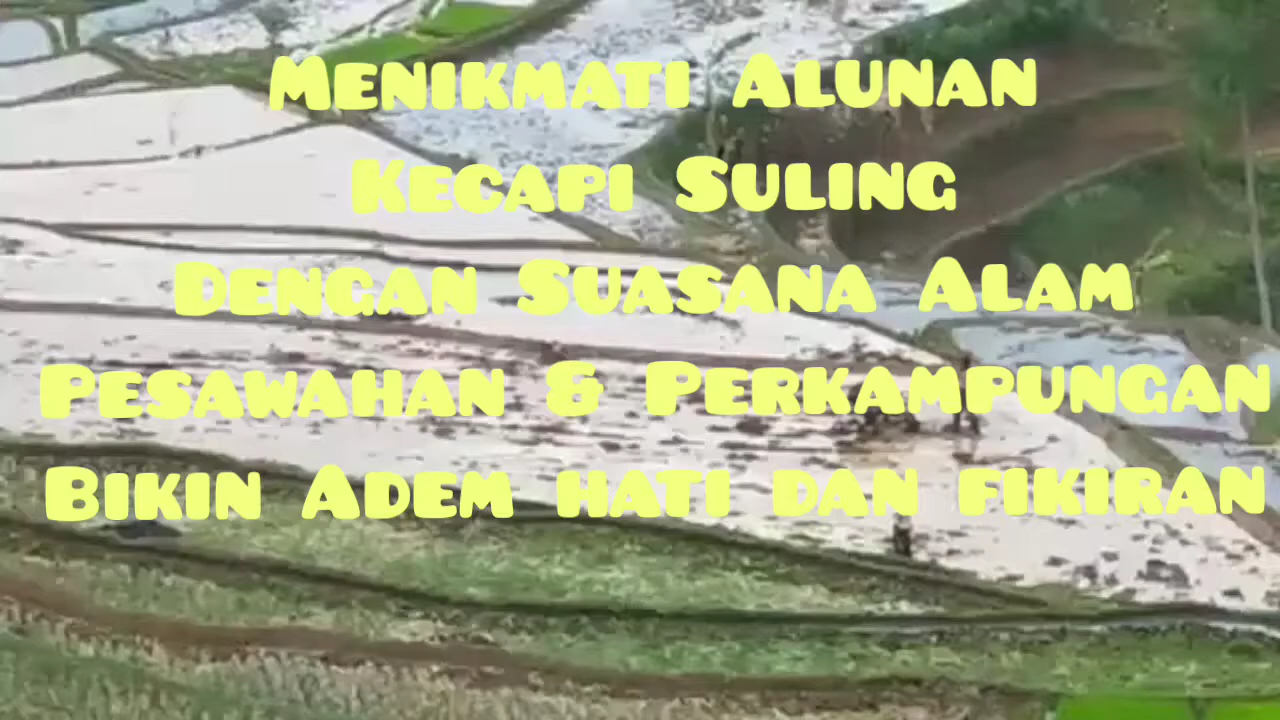 Menikmati Alunan
Kecapi Suling
Dengan Suasana Alam
Pesawahan & Perkampungan
Bikin Adem hati dan fikiran